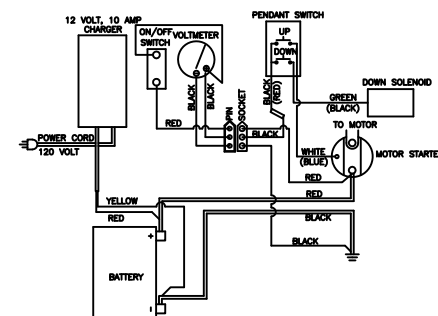 12 VOLT, 10 AMP
CHARGER
ON/OFF
SWITCH
VOLTMETER
PENDANT SWITCH
UP
DOWN
BLACK
BLACK
BLACK
(RED)
DOWN SOLENOID
GREEN
(BLACK)
PIN
SOCKET
RED
BLACK
TO MOTOR
POWER CORD
120 VOLT
WHITE
(BLUE)
MOTOR STARTE
RED
RED
YELLOW
RED
BLACK
BLACK
+
BATTERY
-